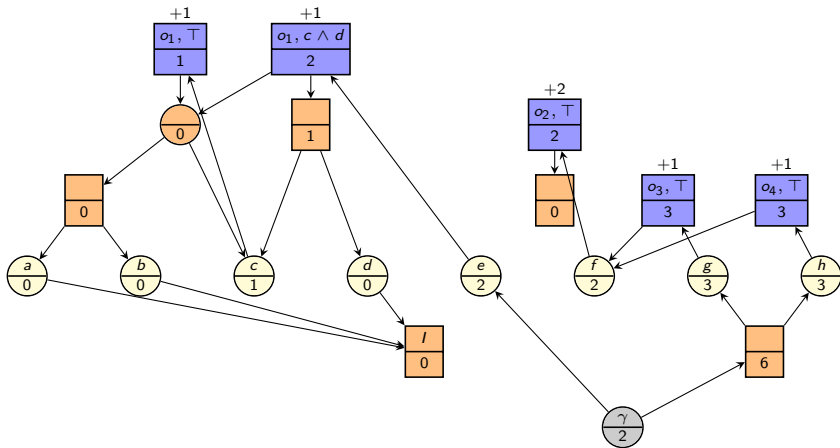 +1 +1
o₁, ⊤ o₁, c ∧ d
1 2
+2
o₂, ⊤
0 1 2
+1 +1
o₃, ⊤ o₄, ⊤
0 0 3 3
a b c d e f g h
0 0 1 0 2 2 3 3
I
0 6
γ
2